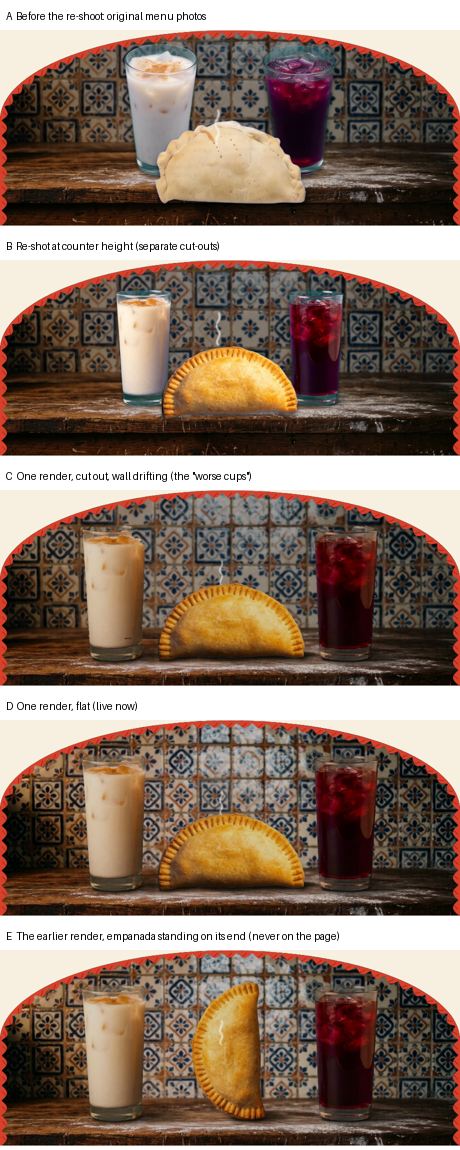 A Before the re-shoot: original menu photos
B Re-shot at counter height (separate cut-outs)
C One render, cut out, wall drifting (the "worse cups")
D One render, flat (live now)
E The earlier render, empanada standing on its end (never on the page)